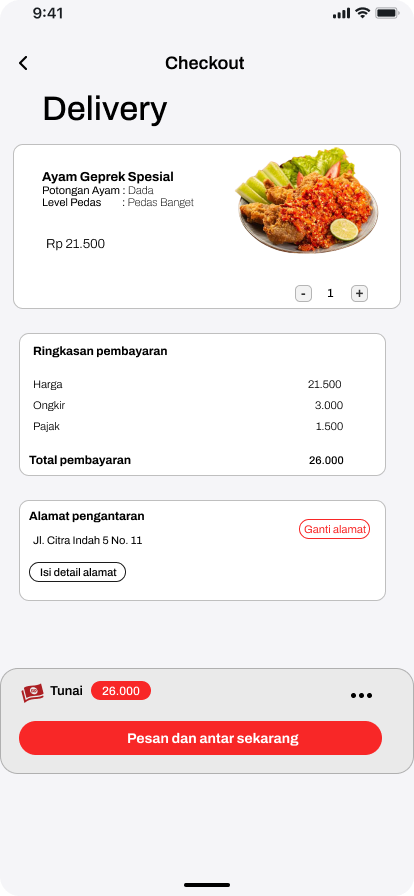 9:41
Checkout
Delivery
Ayam Geprek Spesial
Potongan Ayam : Dada
Level Pedas : Pedas Banget
Rp 21.500
- 1 +
Ringkasan pembayaran
Harga 21.500
Ongkir 3.000
Pajak 1.500
Total pembayaran 26.000
Alamat pengantaran
Ganti alamat
Jl. Citra Indah 5 No. 11
Isi detail alamat
Tunai 26.000
Pesan dan antar sekarang